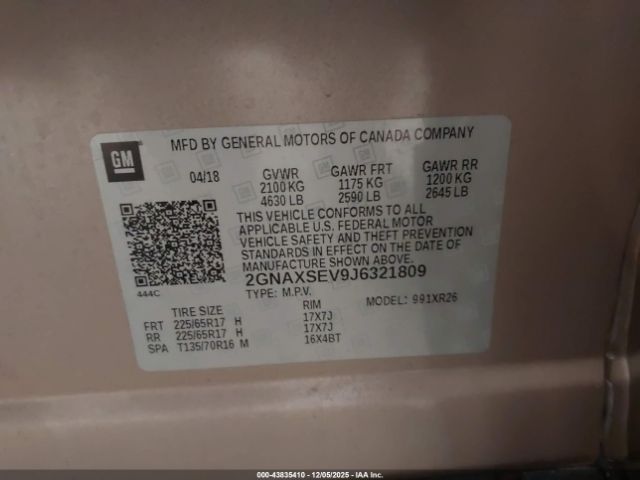 MFD BY GENERAL MOTORS OF CANADA COMPANY
GM
04/18 GVWR GAWR FRT GAWR RR
2100 KG 1175 KG 1200 KG
4630 LB 2590 LB 2645 LB
THIS VEHICLE CONFORMS TO ALL
APPLICABLE U.S. FEDERAL MOTOR
VEHICLE SAFETY AND THEFT PREVENTION
STANDARDS IN EFFECT ON THE DATE OF
MANUFACTURE SHOWN ABOVE.
2GNAXSEV9J6321809
444C TYPE: M.P.V. MODEL: 991XR26
TIRE SIZE RIM
FRT 225/65R17 H 17X7J
RR 225/65R17 H 17X7J
SPA T135/70R16 M 16X4BT
000-43835410 - 12/05/2025 - IAA Inc.